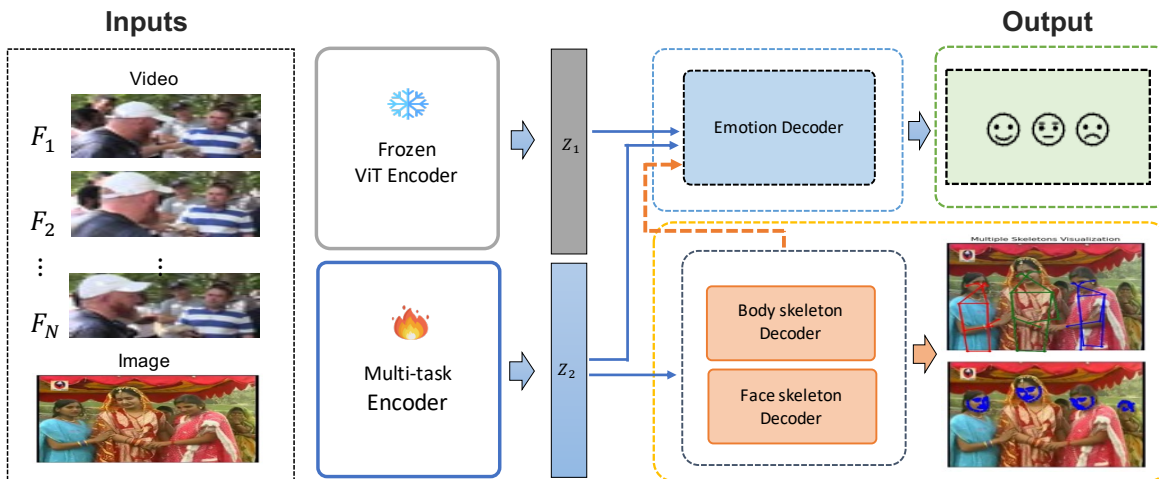 Inputs
Output
Video
F₁
F₂
⋮
⋮
F_N
Image
Frozen
ViT Encoder
Multi-task
Encoder
Z₁
Z₂
Emotion Decoder
Body skeleton
Decoder
Face skeleton
Decoder
Multiple Skeletons Visualization